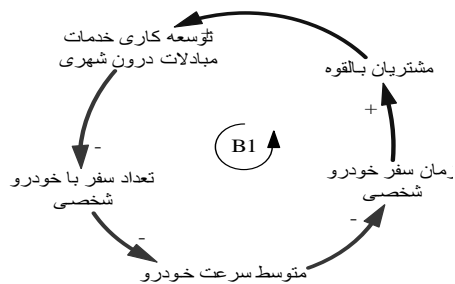 توسعه کاری خدمات
مبادلات درون شهری
+
مشتریان بالقوه
+
-
B1
تعداد سفر با خودرو
شخصی
زمان سفر خودرو
شخصی
-
-
متوسط سرعت خودرو